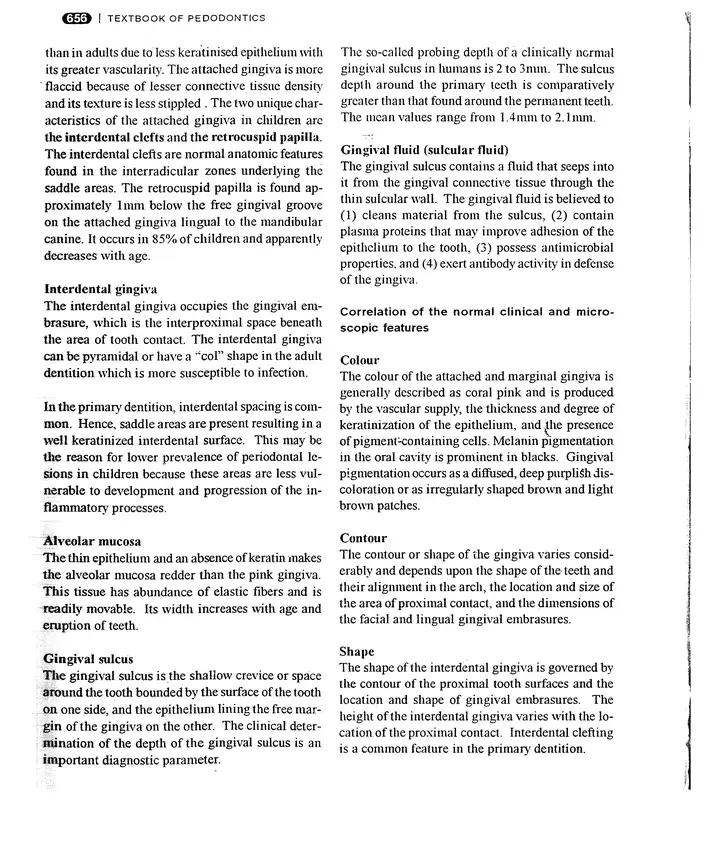 656 | TEXTBOOK OF PEDODONTICS
than in adults due to less keratinised epithelium with
its greater vascularity. The attached gingiva is more
flaccid because of lesser connective tissue density
and its texture is less stippled . The two unique char-
acteristics of the attached gingiva in children are
the interdental clefts and the retrocuspid papilla.
The interdental clefts are normal anatomic features
found in the interradicular zones underlying the
saddle areas. The retrocuspid papilla is found ap-
proximately 1mm below the free gingival groove
on the attached gingiva lingual to the mandibular
canine. It occurs in 85% of children and apparently
decreases with age.
Interdental gingiva
The interdental gingiva occupies the gingival em-
brasure, which is the interproximal space beneath
the area of tooth contact. The interdental gingiva
can be pyramidal or have a “col” shape in the adult
dentition which is more susceptible to infection.
In the primary dentition, interdental spacing is com-
mon. Hence, saddle areas are present resulting in a
well keratinized interdental surface. This may be
the reason for lower prevalence of periodontal le-
sions in children because these areas are less vul-
nerable to development and progression of the in-
flammatory processes.
Alveolar mucosa
The thin epithelium and an absence of keratin makes
the alveolar mucosa redder than the pink gingiva.
This tissue has abundance of elastic fibers and is
readily movable. Its width increases with age and
eruption of teeth.
Gingival sulcus
The gingival sulcus is the shallow crevice or space
around the tooth bounded by the surface of the tooth
on one side, and the epithelium lining the free mar-
gin of the gingiva on the other. The clinical deter-
mination of the depth of the gingival sulcus is an
important diagnostic parameter.
The so-called probing depth of a clinically normal
gingival sulcus in humans is 2 to 3mm. The sulcus
depth around the primary teeth is comparatively
greater than that found around the permanent teeth.
The mean values range from 1.4mm to 2.1mm.
Gingival fluid (sulcular fluid)
The gingival sulcus contains a fluid that seeps into
it from the gingival connective tissue through the
thin sulcular wall. The gingival fluid is believed to
(1) cleans material from the sulcus, (2) contain
plasma proteins that may improve adhesion of the
epithelium to the tooth, (3) possess antimicrobial
properties, and (4) exert antibody activity in defense
of the gingiva.
Correlation of the normal clinical and micro-
scopic features
Colour
The colour of the attached and marginal gingiva is
generally described as coral pink and is produced
by the vascular supply, the thickness and degree of
keratinization of the epithelium, and the presence
of pigment-containing cells. Melanin pigmentation
in the oral cavity is prominent in blacks. Gingival
pigmentation occurs as a diffused, deep purplish dis-
coloration or as irregularly shaped brown and light
brown patches.
Contour
The contour or shape of the gingiva varies consid-
erably and depends upon the shape of the teeth and
their alignment in the arch, the location and size of
the area of proximal contact, and the dimensions of
the facial and lingual gingival embrasures.
Shape
The shape of the interdental gingiva is governed by
the contour of the proximal tooth surfaces and the
location and shape of gingival embrasures. The
height of the interdental gingiva varies with the lo-
cation of the proximal contact. Interdental clefting
is a common feature in the primary dentition.